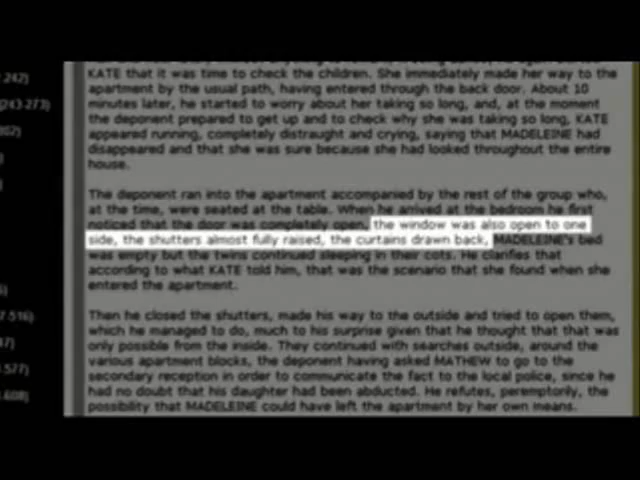 KATE that it was time to check the children. She immediately made her way to the
apartment by the usual path, having entered through the back door. About 10
minutes later, he started to worry about her taking so long, and, at the moment
the deponent prepared to get up and to check why she was taking so long, KATE
appeared running, completely distraught and crying, saying that MADELEINE had
disappeared and that she was sure because she had looked throughout the entire
house.
The deponent ran into the apartment accompanied by the rest of the group who,
at the time, were seated at the table. When he arrived at the bedroom he first
noticed that the door was completely open, the window was also open to one
side, the shutters almost fully raised, the curtains drawn back, MADELEINE's bed
was empty but the twins continued sleeping in their cots. He clarifies that
according to what KATE told him, that was the scenario that she found when she
entered the apartment.
Then he closed the shutters, made his way to the outside and tried to open them,
which he managed to do, much to his surprise given that he thought that that was
only possible from the inside. They continued with searches outside, around the
various apartment blocks, the deponent having asked MATHEW to go to the
secondary reception in order to communicate the fact to the local police, since he
had no doubt that his daughter had been abducted. He refutes, peremptorily, the
possibility that MADELEINE could have left the apartment by her own means.